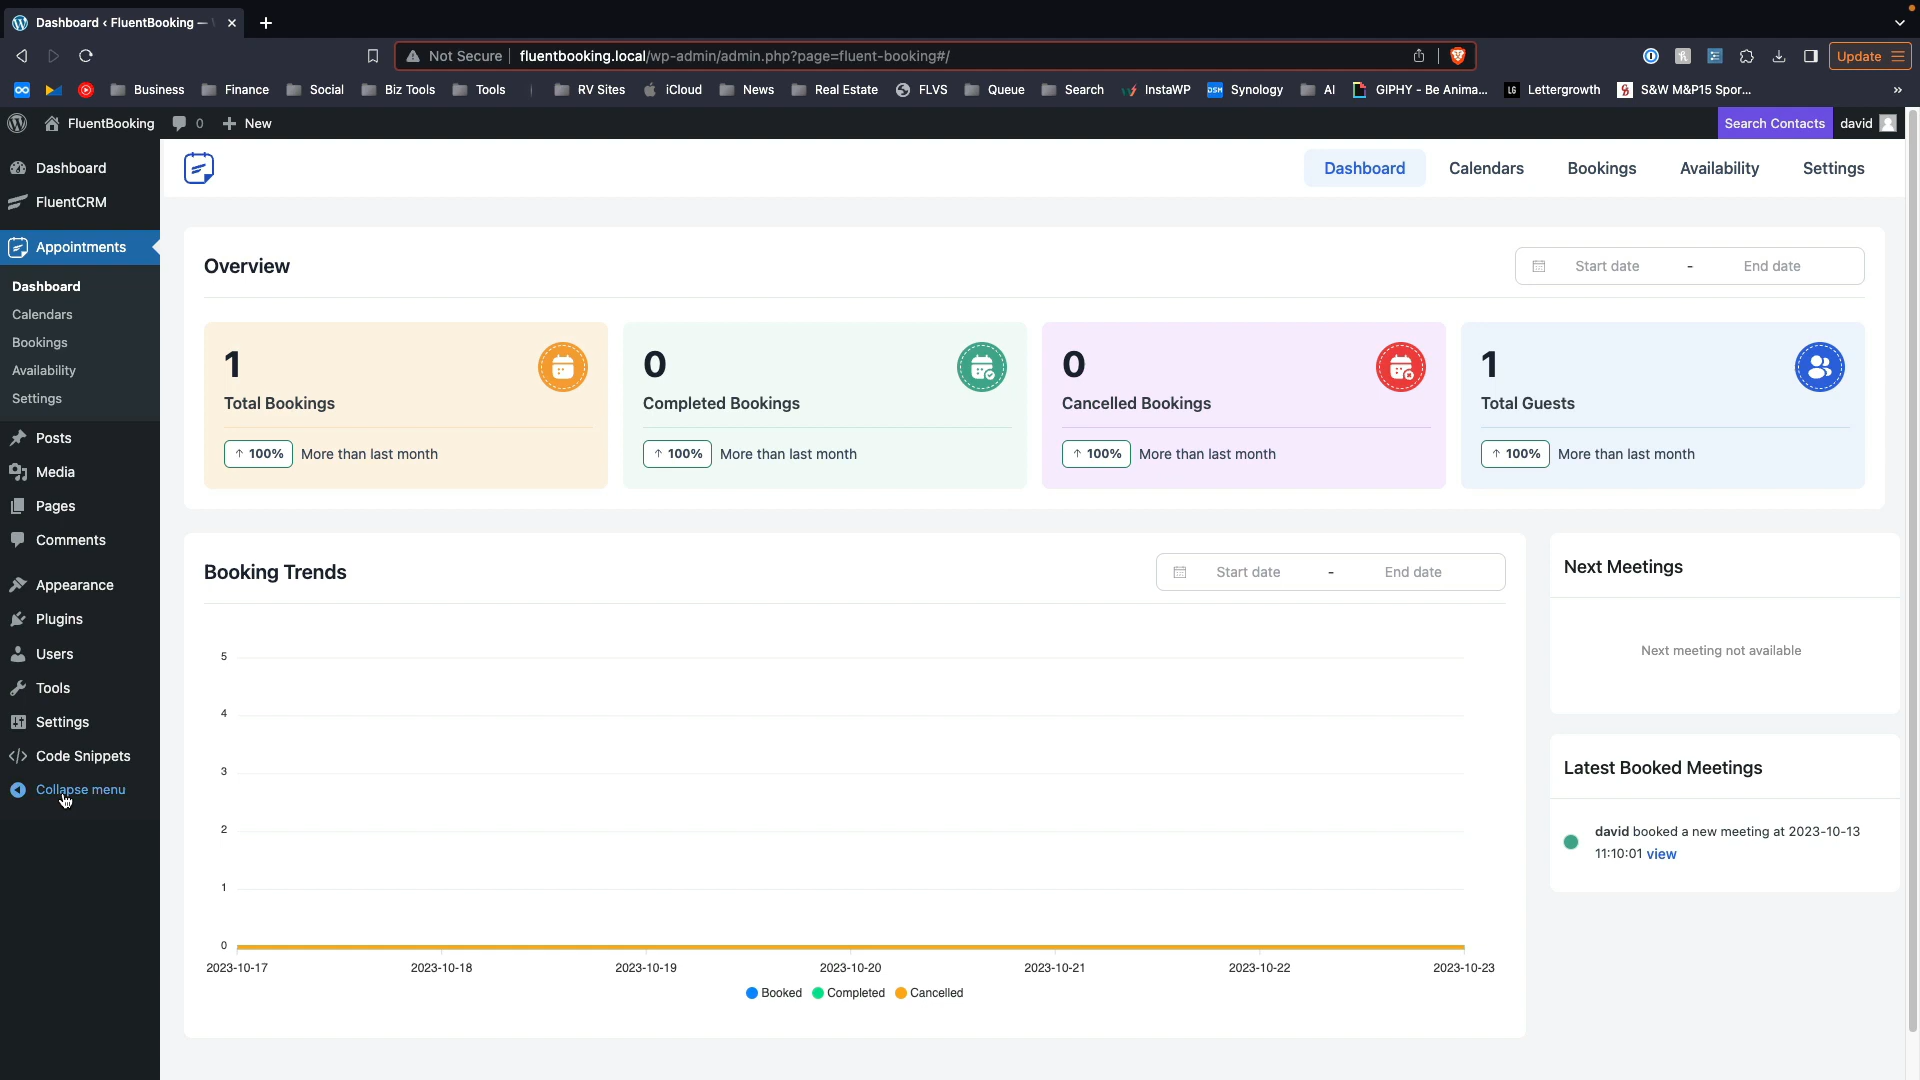 Dashboard ‹ FluentBooking —
Not Secure
fluentbooking.local/wp-admin/admin.php?page=fluent-booking#/
Update
Business
Finance
Social
Biz Tools
Tools
RV Sites
iCloud
News
Real Estate
FLVS
Queue
Search
InstaWP
DSM Synology
AI
GIPHY - Be Anima...
LG Lettergrowth
S&W M&P15 Spor...
»
FluentBooking
0
New
Search Contacts
david
Dashboard
FluentCRM
Appointments
Dashboard
Calendars
Bookings
Availability
Settings
Posts
Media
Pages
Comments
Appearance
Plugins
Users
Tools
Settings
Code Snippets
Collapse menu
Dashboard
Calendars
Bookings
Availability
Settings
Overview
Start date - End date
1
Total Bookings
↑ 100% More than last month
0
Completed Bookings
↑ 100% More than last month
0
Cancelled Bookings
↑ 100% More than last month
1
Total Guests
↑ 100% More than last month
Booking Trends
Start date - End date
5
4
3
2
1
0
2023-10-17
2023-10-18
2023-10-19
2023-10-20
2023-10-21
2023-10-22
2023-10-23
Booked
Completed
Cancelled
Next Meetings
Next meeting not available
Latest Booked Meetings
david booked a new meeting at 2023-10-13
11:10:01 view